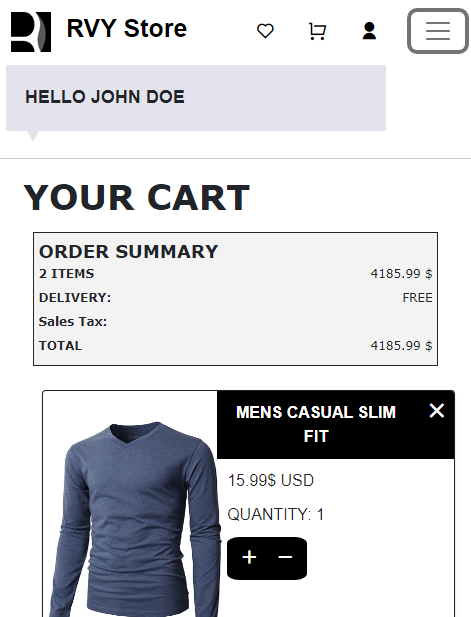 RVY Store
HELLO JOHN DOE
YOUR CART
ORDER SUMMARY
2 ITEMS 4185.99 $
DELIVERY: FREE
Sales Tax:
TOTAL 4185.99 $
MENS CASUAL SLIM
FIT
15.99$ USD
QUANTITY: 1